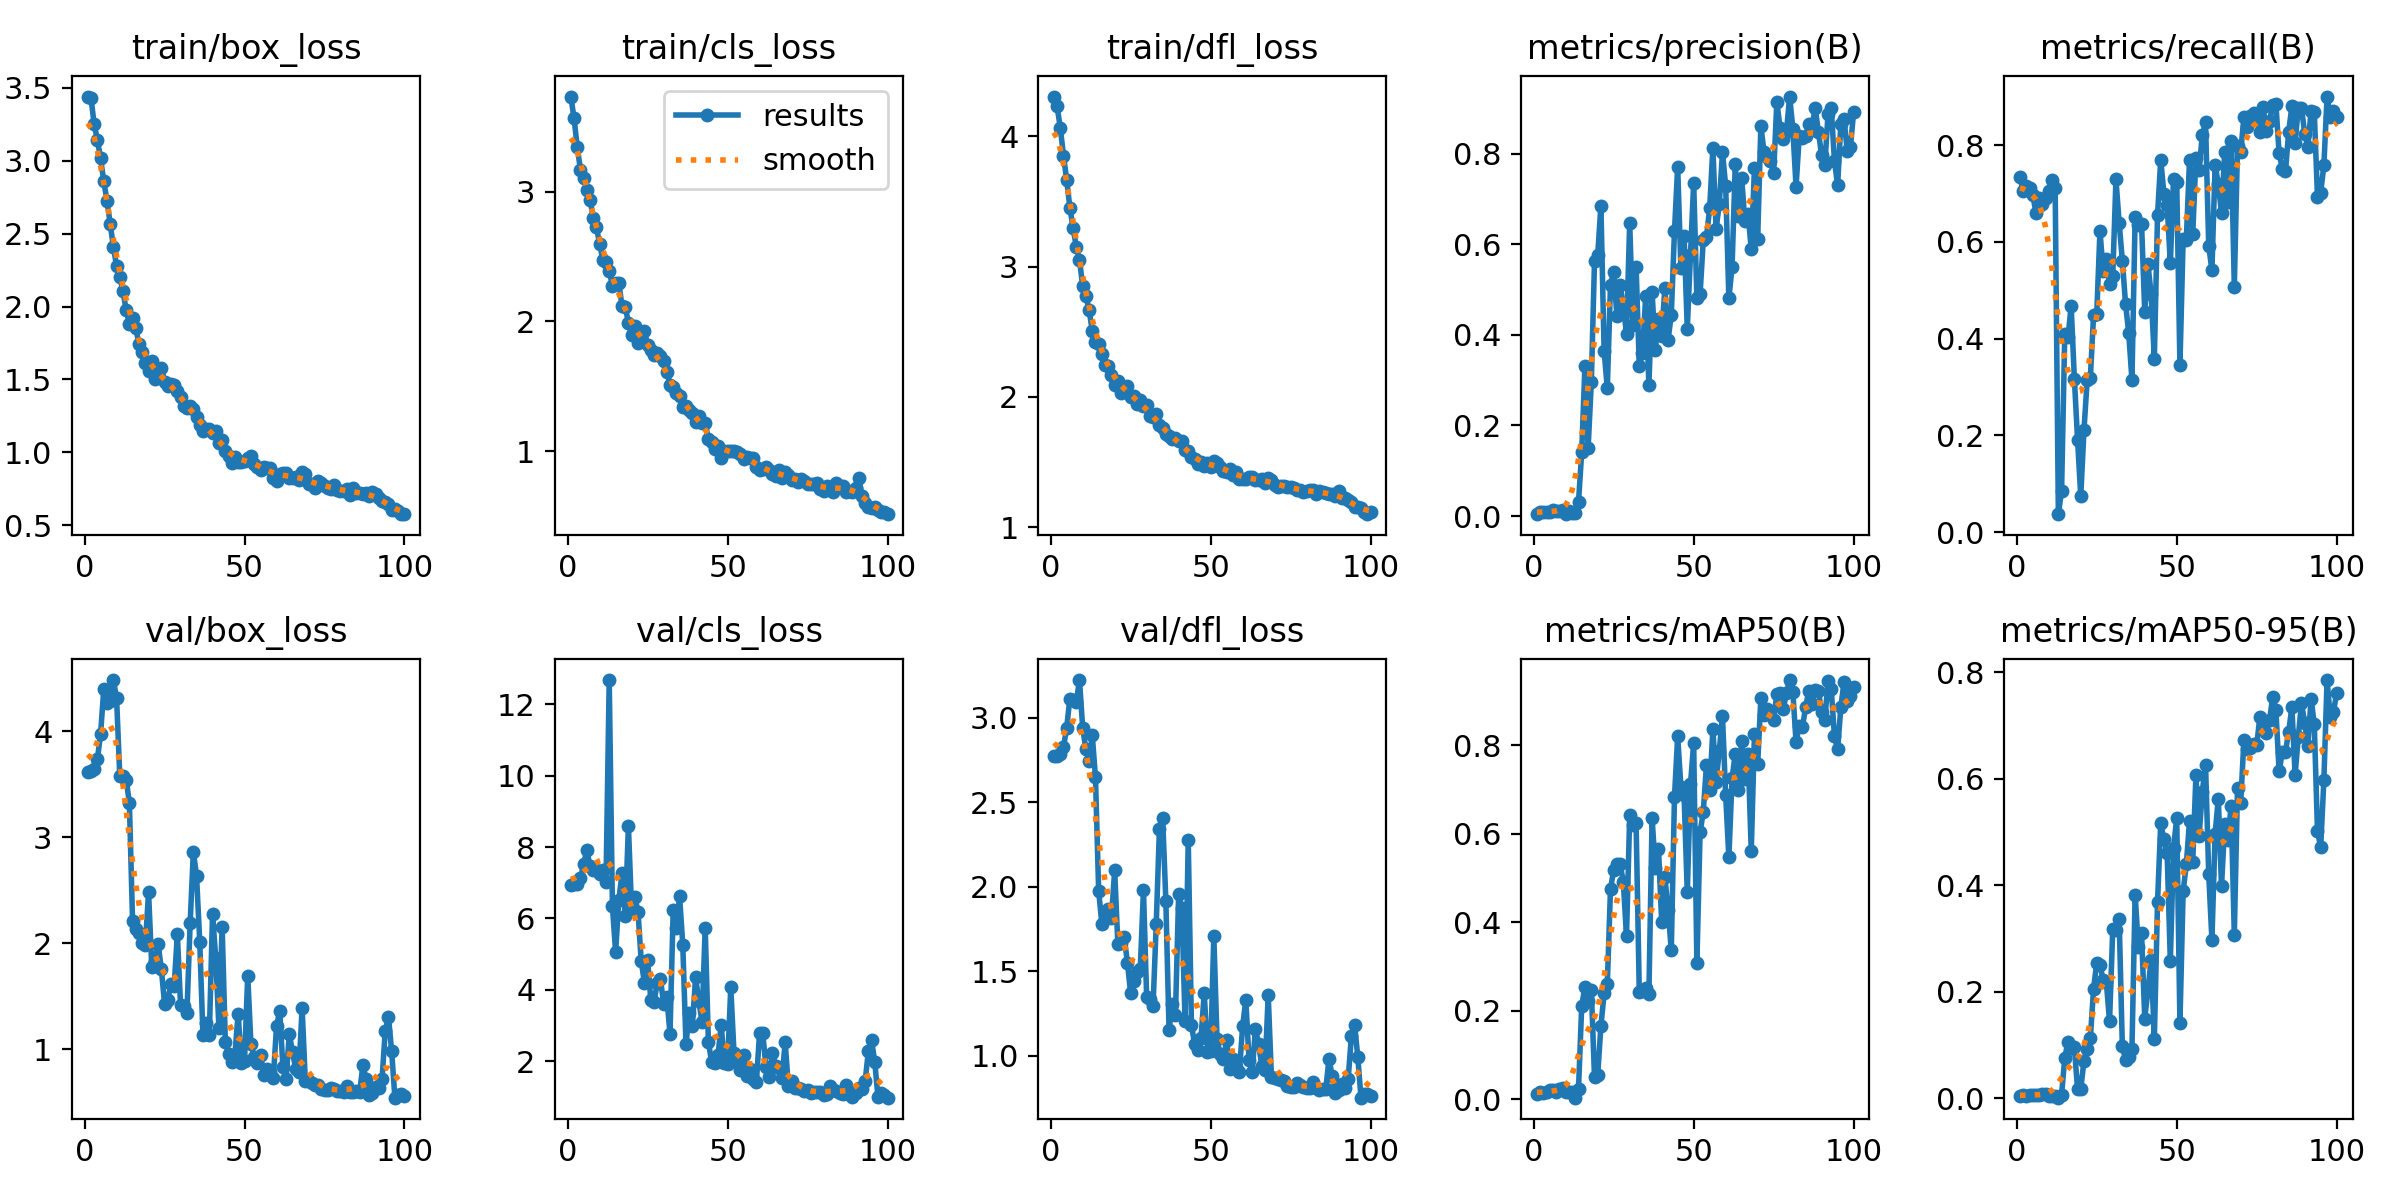 train/box_loss
3.5
3.0
2.5
2.0
1.5
1.0
0.5
0 50 100
train/cls_loss
results
smooth
3
2
1
0 50 100
train/dfl_loss
4
3
2
1
0 50 100
metrics/precision(B)
0.8
0.6
0.4
0.2
0.0
0 50 100
metrics/recall(B)
0.8
0.6
0.4
0.2
0.0
0 50 100
val/box_loss
4
3
2
1
0 50 100
val/cls_loss
12
10
8
6
4
2
0 50 100
val/dfl_loss
3.0
2.5
2.0
1.5
1.0
0 50 100
metrics/mAP50(B)
0.8
0.6
0.4
0.2
0.0
0 50 100
metrics/mAP50-95(B)
0.8
0.6
0.4
0.2
0.0
0 50 100